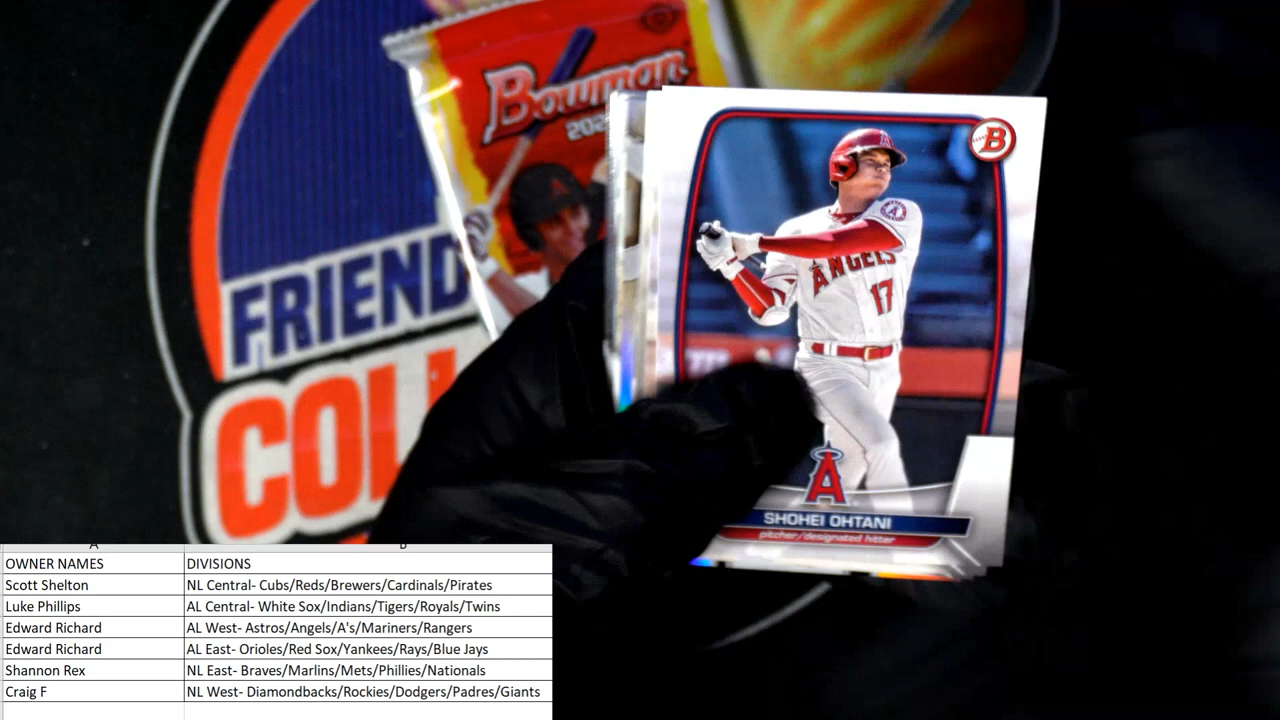 Bowman
FRIEND
COLL
B
A
ANGELS
17
A
SHOHEI OHTANI
pitcher/designated hitter
OWNER NAMES DIVISIONS
Scott Shelton NL Central- Cubs/Reds/Brewers/Cardinals/Pirates
Luke Phillips AL Central- White Sox/Indians/Tigers/Royals/Twins
Edward Richard AL West- Astros/Angels/A's/Mariners/Rangers
Edward Richard AL East- Orioles/Red Sox/Yankees/Rays/Blue Jays
Shannon Rex NL East- Braves/Marlins/Mets/Phillies/Nationals
Craig F NL West- Diamondbacks/Rockies/Dodgers/Padres/Giants